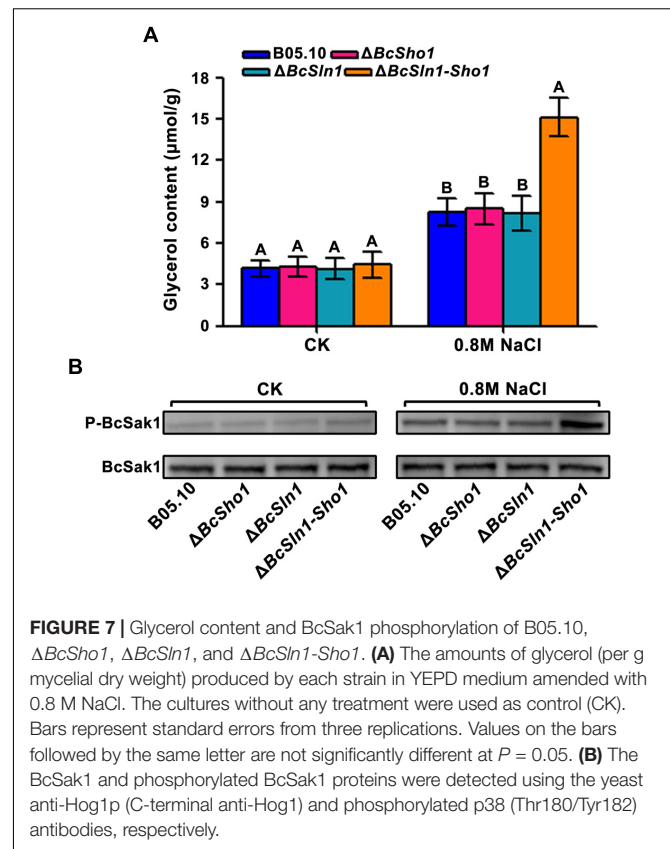 A
B05.10 ΔBcSho1
ΔBcSln1 ΔBcSln1-Sho1
Glycerol content (μmol/g)
18
15
12
9
6
3
0
A A A A
B B B A
CK 0.8M NaCl
B
CK 0.8M NaCl
P-BcSak1
BcSak1
B05.10 ΔBcSho1 ΔBcSln1 ΔBcSln1-Sho1 B05.10 ΔBcSho1 ΔBcSln1 ΔBcSln1-Sho1
FIGURE 7 | Glycerol content and BcSak1 phosphorylation of B05.10,
ΔBcSho1, ΔBcSln1, and ΔBcSln1-Sho1. (A) The amounts of glycerol (per g
mycelial dry weight) produced by each strain in YEPD medium amended with
0.8 M NaCl. The cultures without any treatment were used as control (CK).
Bars represent standard errors from three replications. Values on the bars
followed by the same letter are not significantly different at P = 0.05. (B) The
BcSak1 and phosphorylated BcSak1 proteins were detected using the yeast
anti-Hog1p (C-terminal anti-Hog1) and phosphorylated p38 (Thr180/Tyr182)
antibodies, respectively.